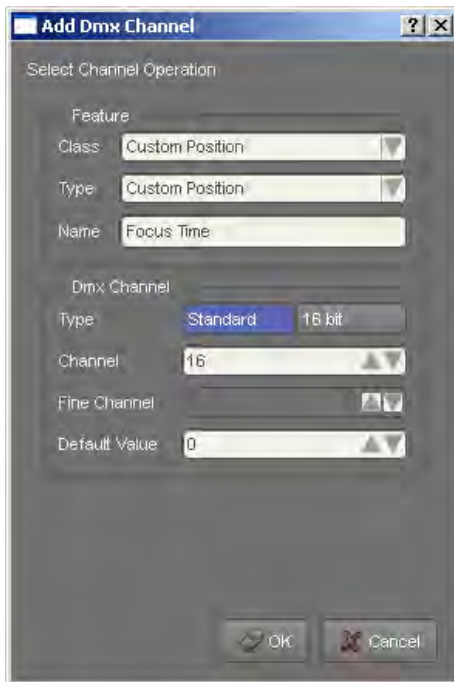 Add Dmx Channel
Select Channel Operation
Feature
Class Custom Position
Type Custom Position
Name Focus Time
Dmx Channel
Type Standard 16 bit
Channel 16
Fine Channel
Default Value 0
OK Cancel